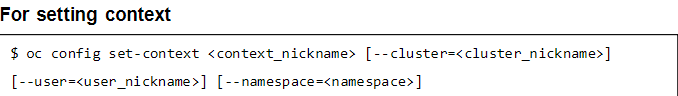 For setting context
$ oc config set-context <context_nickname> [--cluster=<cluster_nickname>]
[--user=<user_nickname>] [--namespace=<namespace>]